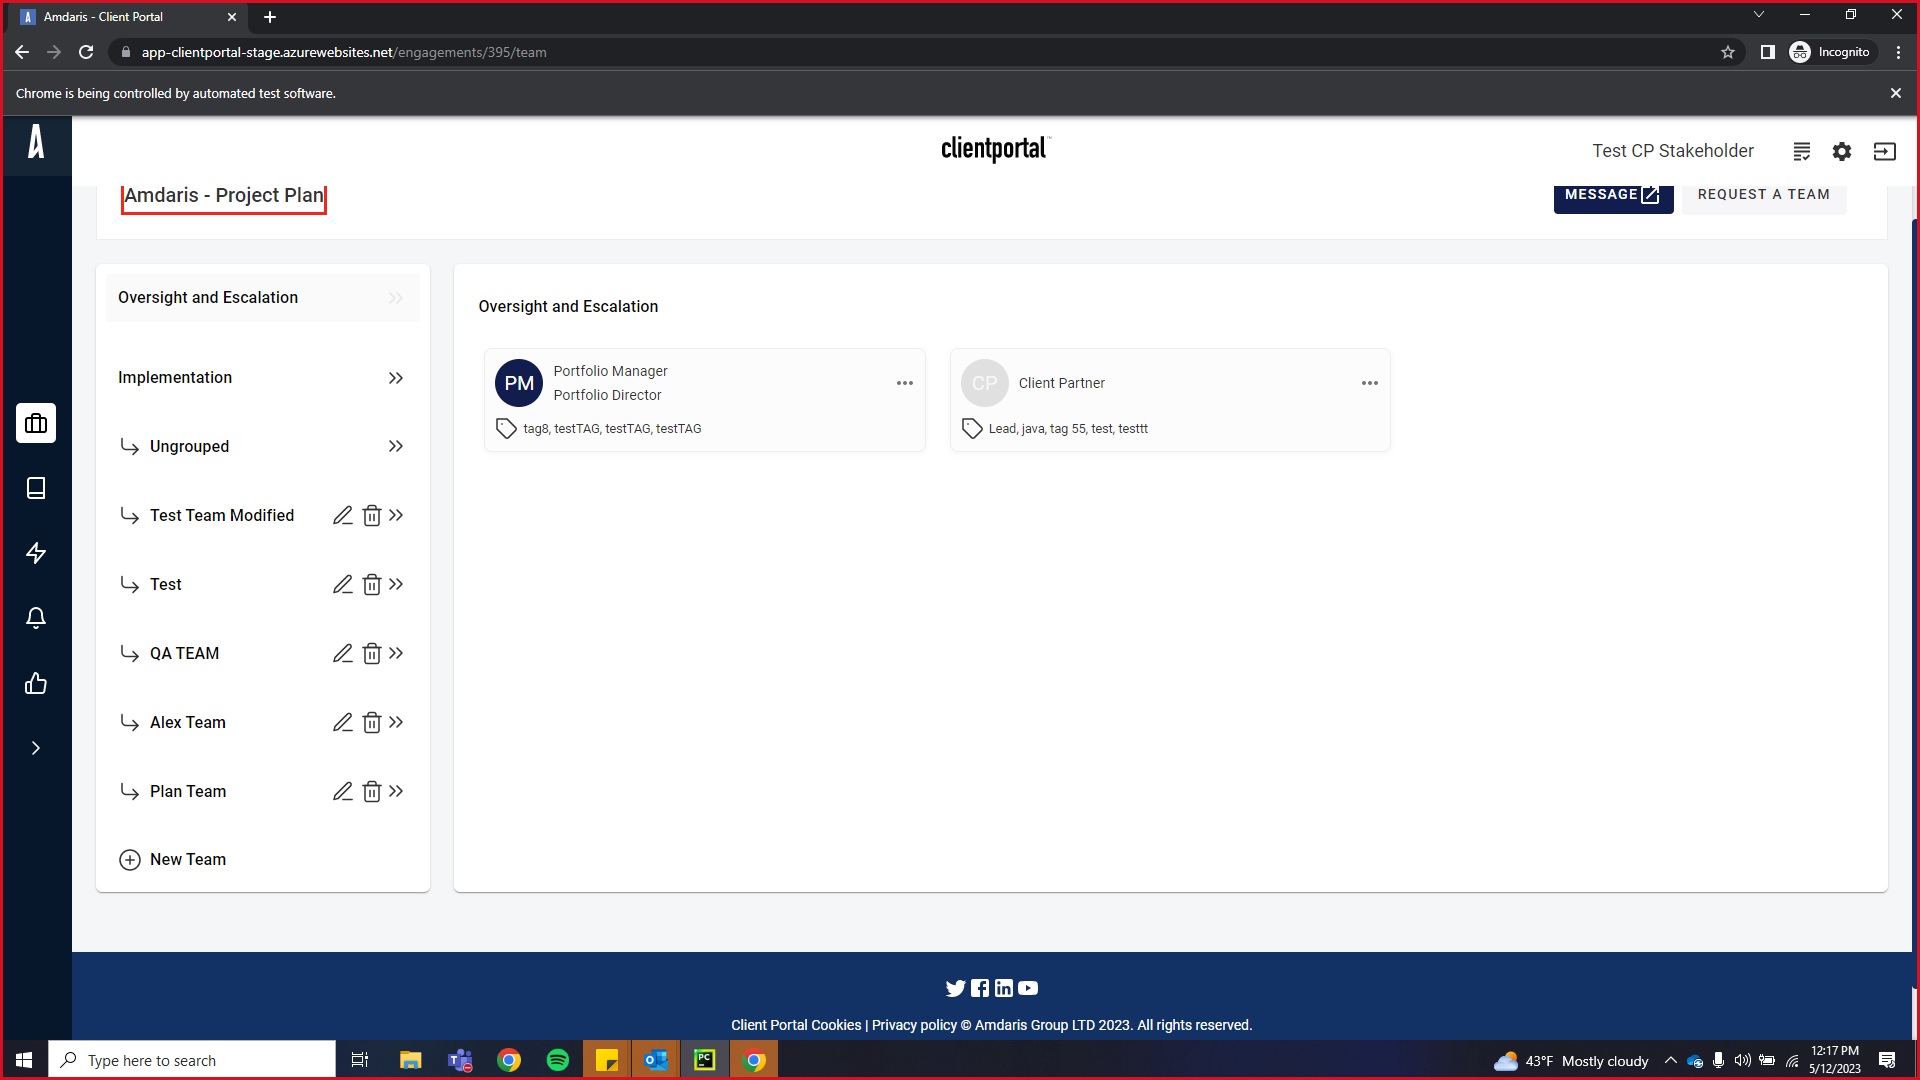 Amdaris - Client Portal
app-clientportal-stage.azurewebsites.net/engagements/395/team
Incognito
Chrome is being controlled by automated test software.
clientportal™
Test CP Stakeholder
Amdaris - Project Plan
MESSAGE
REQUEST A TEAM
Oversight and Escalation
Implementation
Ungrouped
Test Team Modified
Test
QA TEAM
Alex Team
Plan Team
New Team
Oversight and Escalation
PM
Portfolio Manager
Portfolio Director
tag8, testTAG, testTAG, testTAG
CP
Client Partner
Lead, java, tag 55, test, testtt
Client Portal Cookies | Privacy policy © Amdaris Group LTD 2023. All rights reserved.
Type here to search
PC
43°F Mostly cloudy
12:17 PM
5/12/2023